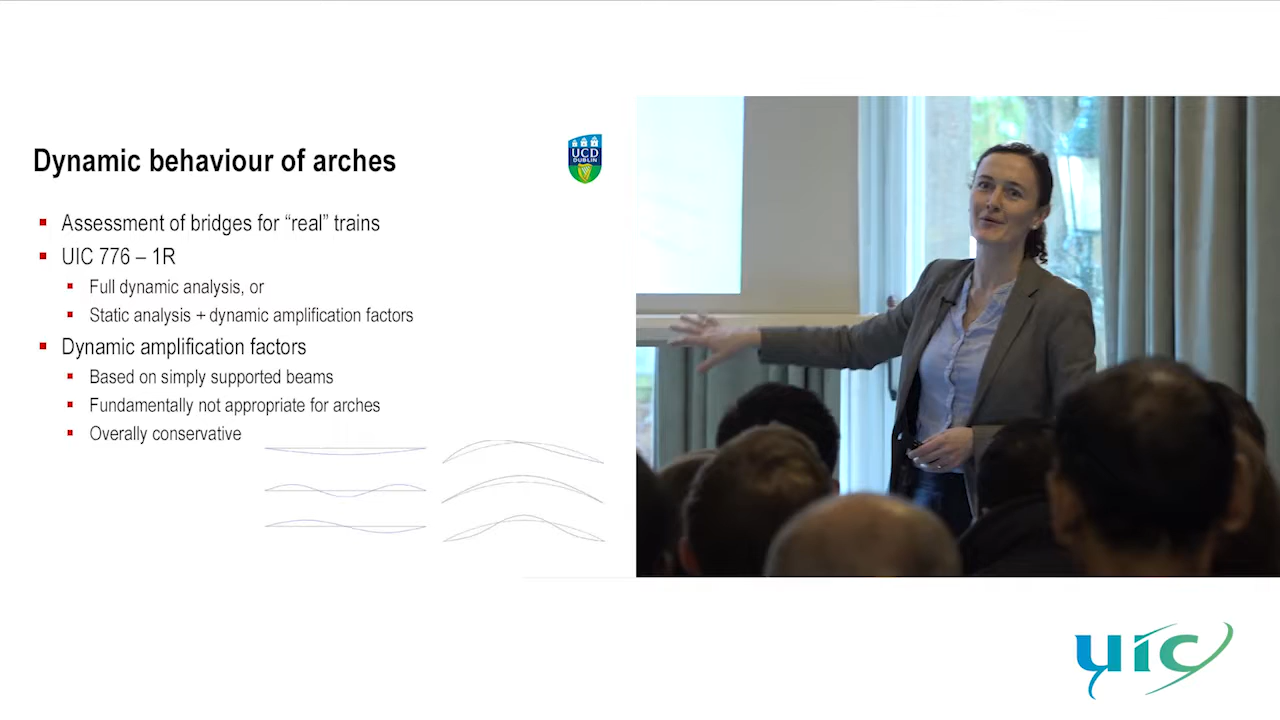 Dynamic behaviour of arches
UCD
DUBLIN
Assessment of bridges for “real” trains
UIC 776 – 1R
Full dynamic analysis, or
Static analysis + dynamic amplification factors
Dynamic amplification factors
Based on simply supported beams
Fundamentally not appropriate for arches
Overally conservative
uic